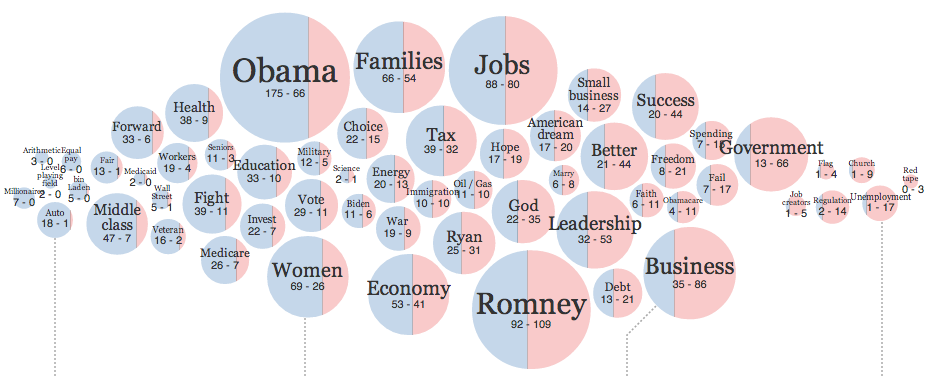 Obama
175 - 66
Families
66 - 54
Jobs
88 - 80
Small
business
14 - 27
Success
20 - 44
Health
38 - 9
Forward
33 - 6
Choice
22 - 15
Tax
39 - 32
Hope
17 - 19
American
dream
17 - 20
Better
21 - 44
Spending
Government
13 - 66
Arithmetic
3 - 0
Equal
pay
6 - 0
Level
playing
field
2 - 0
bin
Laden
5 - 0
Millionaires
7 - 0
Fair
13 - 1
Medicaid
2 - 0
Workers
19 - 4
Seniors
11 - 3
Education
33 - 10
Military
12 - 5
Science
2 - 1
Energy
20 - 13
Immigration
10 - 10
Oil / Gas
11 - 10
Marry
6 - 8
Freedom
8 - 21
Fail
7 - 17
Flag
1 - 4
Church
1 - 9
Red
tape
0 - 3
Auto
18 - 1
Middle
class
47 - 7
Wall
Street
5 - 1
Veteran
16 - 2
Fight
39 - 11
Invest
22 - 7
Vote
29 - 11
Biden
11 - 6
War
19 - 9
God
22 - 35
Leadership
32 - 53
Faith
6 - 11
Obamacare
4 - 11
Job
creators
1 - 5
Regulation
2 - 14
Unemployment
1 - 17
Medicare
26 - 7
Women
69 - 26
Ryan
25 - 31
Economy
53 - 41
Romney
92 - 109
Debt
13 - 21
Business
35 - 86